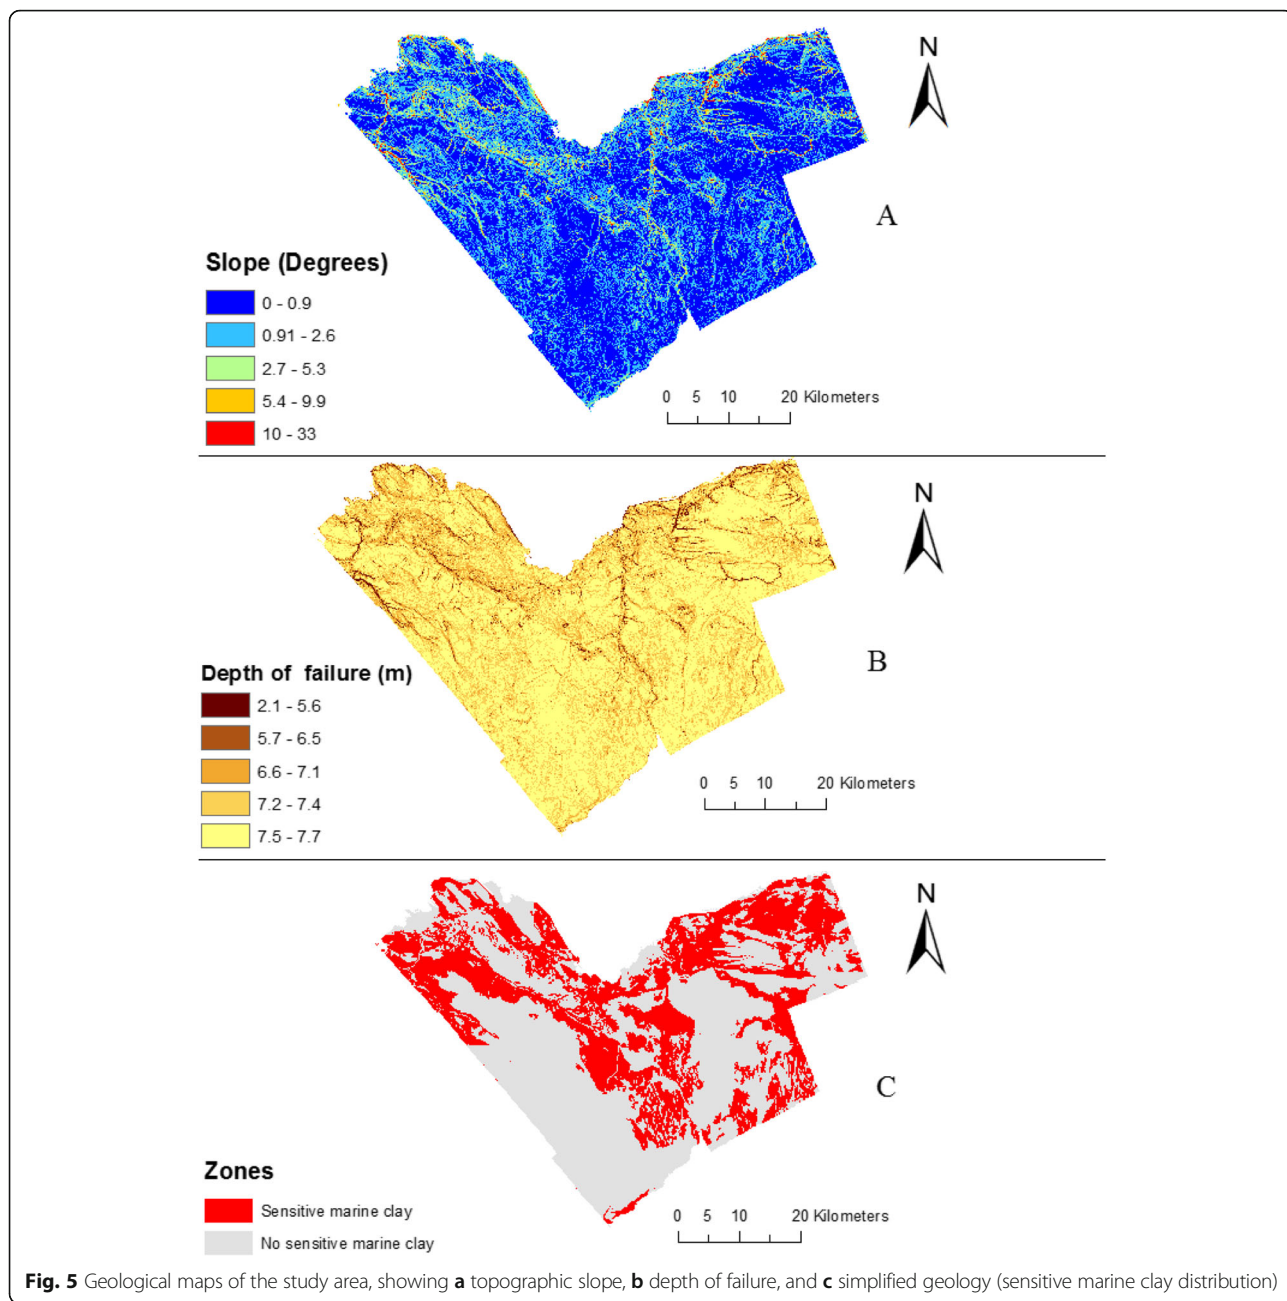 N
A
Slope (Degrees)
0 - 0.9
0.91 - 2.6
2.7 - 5.3
5.4 - 9.9
10 - 33
0 5 10 20 Kilometers
N
B
Depth of failure (m)
2.1 - 5.6
5.7 - 6.5
6.6 - 7.1
7.2 - 7.4
7.5 - 7.7
0 5 10 20 Kilometers
N
C
Zones
Sensitive marine clay
No sensitive marine clay
0 5 10 20 Kilometers
Fig. 5 Geological maps of the study area, showing a topographic slope, b depth of failure, and c simplified geology (sensitive marine clay distribution)